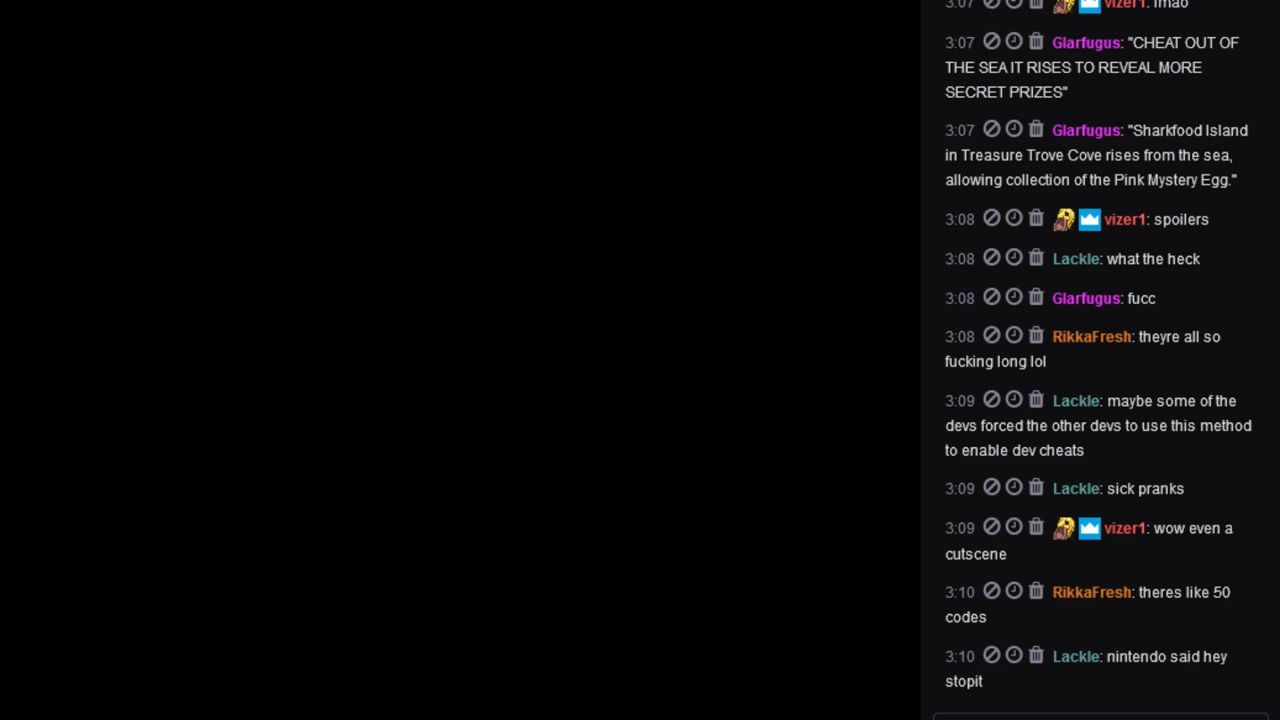 3:07 vizer1: lmao
3:07 Glarfugus: "CHEAT OUT OF
THE SEA IT RISES TO REVEAL MORE
SECRET PRIZES"
3:07 Glarfugus: "Sharkfood Island
in Treasure Trove Cove rises from the sea,
allowing collection of the Pink Mystery Egg."
3:08 vizer1: spoilers
3:08 Lackle: what the heck
3:08 Glarfugus: fucc
3:08 RikkaFresh: theyre all so
fucking long lol
3:09 Lackle: maybe some of the
devs forced the other devs to use this method
to enable dev cheats
3:09 Lackle: sick pranks
3:09 vizer1: wow even a
cutscene
3:10 RikkaFresh: theres like 50
codes
3:10 Lackle: nintendo said hey
stopit